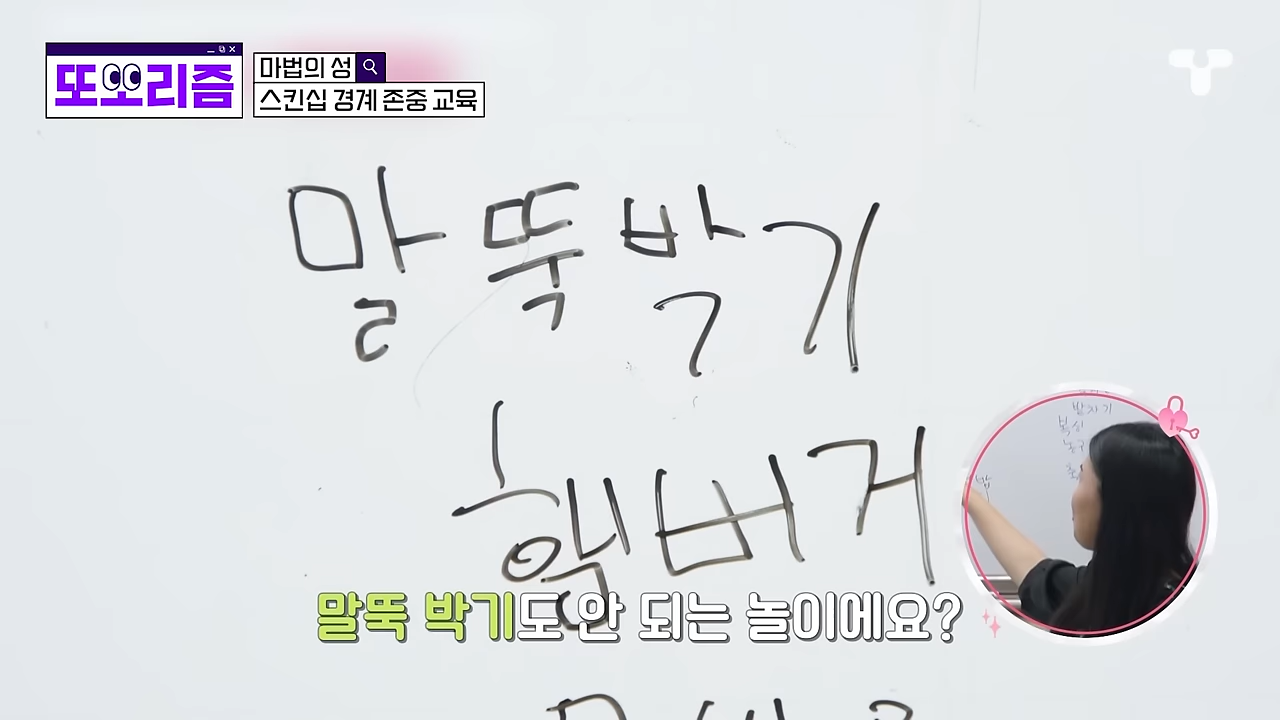 또또리즘
마법의 성
스킨십 경계 존중 교육
말뚝박기
햄버거
말뚝 박기도 안 되는 놀이에요?